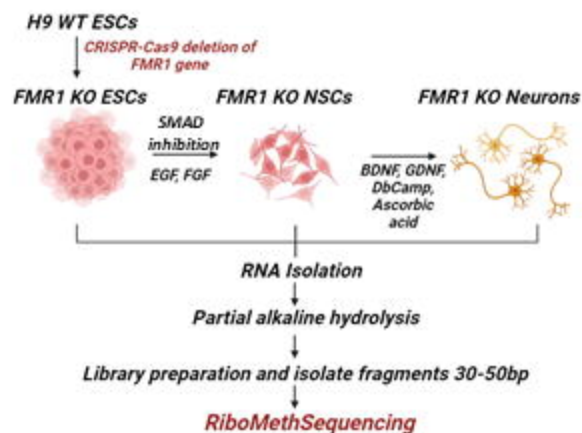 H9 WT ESCs
CRISPR-Cas9 deletion of
FMR1 gene
FMR1 KO ESCs
SMAD
inhibition
EGF, FGF
FMR1 KO NSCs
BDNF, GDNF,
DbCamp,
Ascorbic
acid
FMR1 KO Neurons
RNA Isolation
Partial alkaline hydrolysis
Library preparation and isolate fragments 30-50bp
RiboMethSequencing